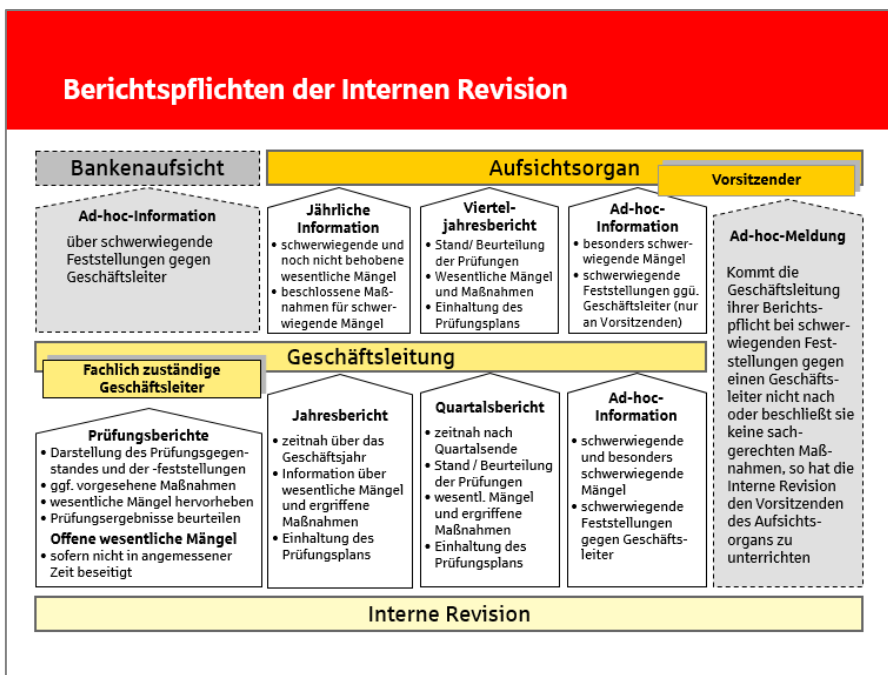 Berichtspflichten der Internen Revision
Bankenaufsicht
Aufsichtsorgan
Vorsitzender
Ad-hoc-Information
über schwerwiegende
Feststellungen gegen
Geschäftsleiter
Jährliche
Information
• schwerwiegende und
noch nicht behobene
wesentliche Mängel
• beschlossene Maß-
nahmen für schwer-
wiegende Mängel
Viertel-
jahresbericht
• Stand/ Beurteilung
der Prüfungen
• Wesentliche Mängel
und Maßnahmen
• Einhaltung des
Prüfungsplans
Ad-hoc-
Information
• besonders schwer-
wiegende Mängel
• schwerwiegende
Feststellungen ggü.
Geschäftsleiter (nur
an Vorsitzenden)
Ad-hoc-Meldung
Kommt die
Geschäftsleitung
ihrer Berichts-
pflicht bei schwer-
wiegenden Fest-
stellungen gegen
einen Geschäfts-
leiter nicht nach
oder beschließt sie
keine sach-
gerechten Maß-
nahmen, so hat die
Interne Revision
den Vorsitzenden
des Aufsichts-
organs zu
unterrichten
Geschäftsleitung
Fachlich zuständige
Geschäftsleiter
Prüfungsberichte
• Darstellung des Prüfungsgegen-
standes und der -feststellungen
• ggf. vorgesehene Maßnahmen
• wesentliche Mängel hervorheben
• Prüfungsergebnisse beurteilen
Offene wesentliche Mängel
• sofern nicht in angemessener
Zeit beseitigt
Jahresbericht
• zeitnah über das
Geschäftsjahr
• Information über
wesentliche Mängel
und ergriffene
Maßnahmen
• Einhaltung des
Prüfungsplans
Quartalsbericht
• zeitnah nach
Quartalsende
• Stand / Beurteilung
der Prüfungen
• wesentl. Mängel
und ergriffene
Maßnahmen
• Einhaltung des
Prüfungsplans
Ad-hoc-
Information
• schwerwiegende
und besonders
schwerwiegende
Mängel
• schwerwiegende
Feststellungen
gegen Geschäfts-
leiter
Interne Revision